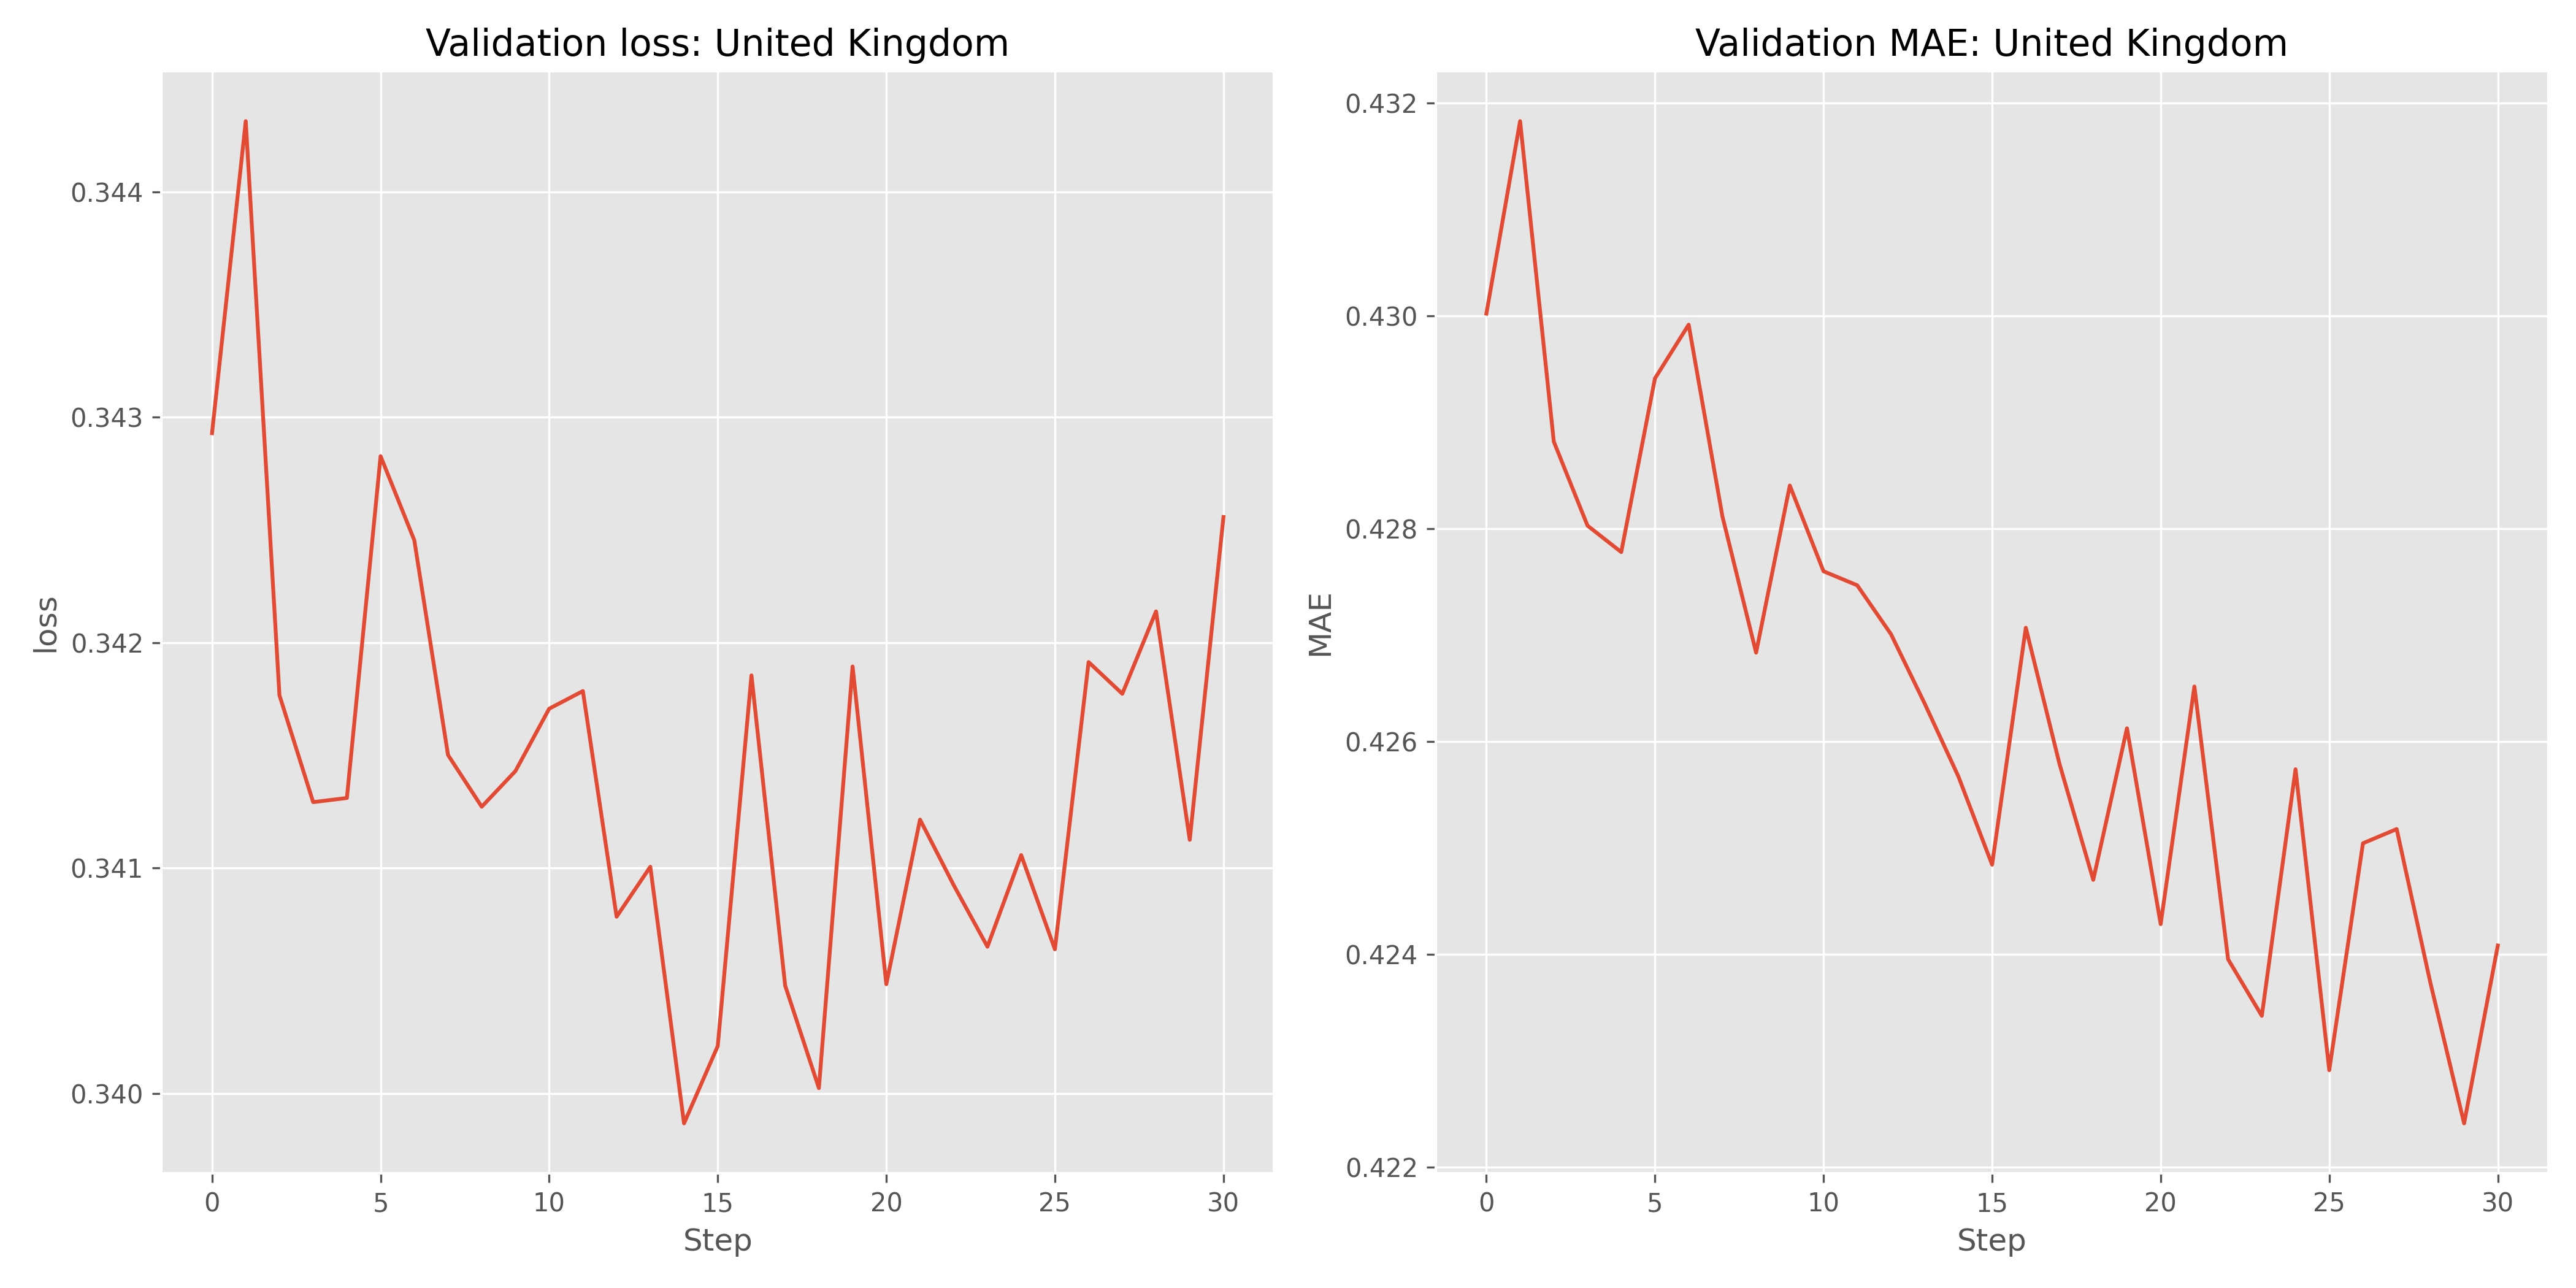 Validation loss: United Kingdom
0.344
0.343
0.342
0.341
0.340
loss
0 5 10 15 20 25 30
Step
Validation MAE: United Kingdom
0.432
0.430
0.428
0.426
0.424
0.422
MAE
0 5 10 15 20 25 30
Step